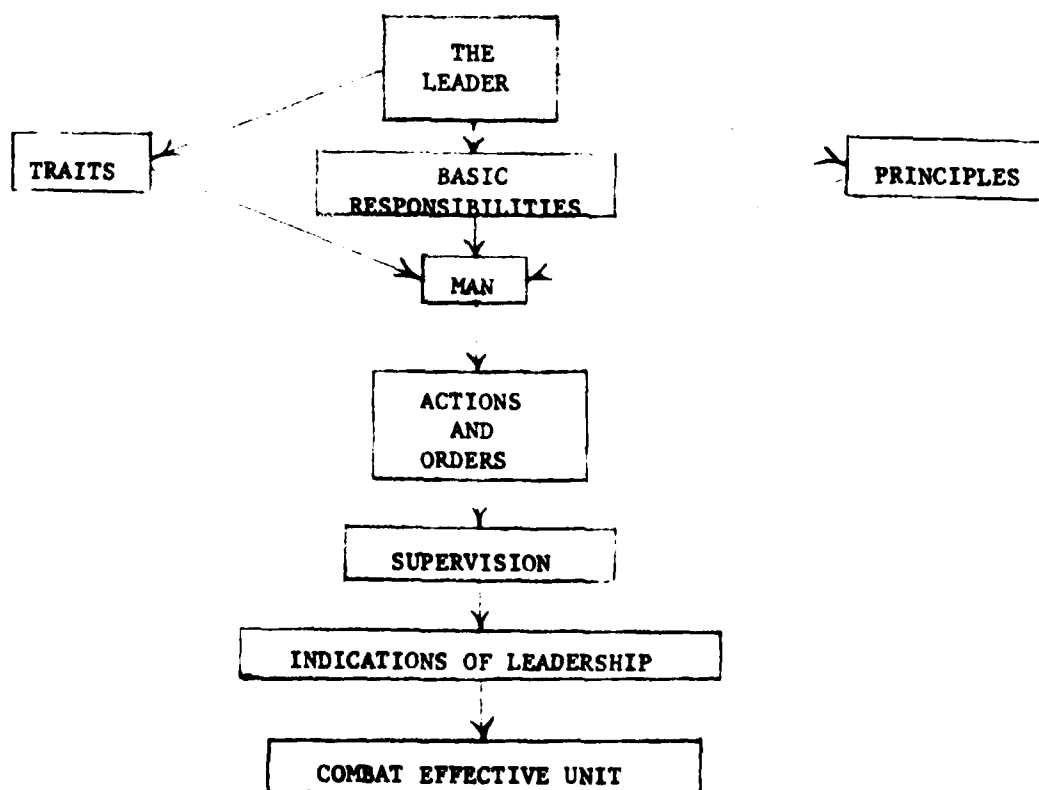 THE
LEADER
TRAITS
BASIC
RESPONSIBILITIES
PRINCIPLES
MAN
ACTIONS
AND
ORDERS
SUPERVISION
INDICATIONS OF LEADERSHIP
COMBAT EFFECTIVE UNIT